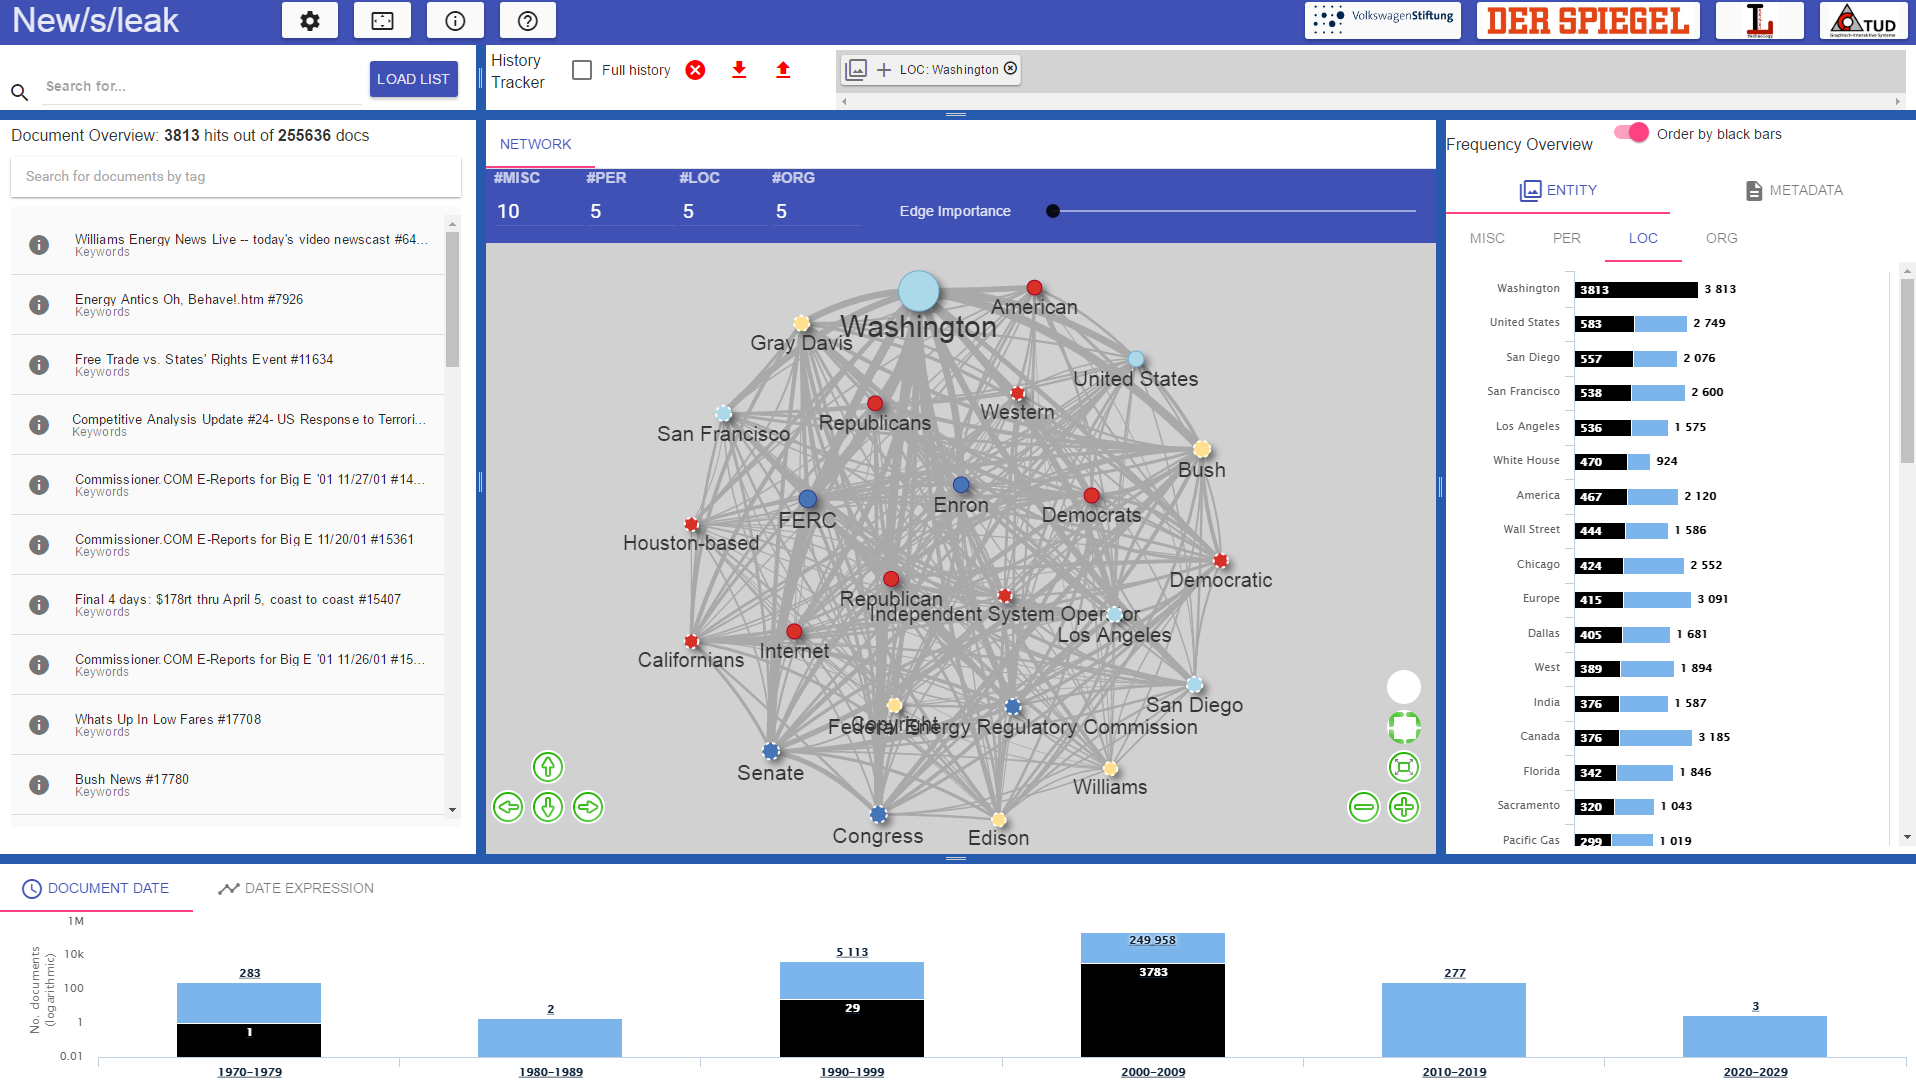 New/s/leak
VolkswagenStiftung
DER SPIEGEL
L
Technology
TUD
Graphisch-Interaktive Systeme
Search for...
LOAD LIST
History
Tracker
Full history
LOC: Washington
Document Overview: 3813 hits out of 255636 docs
Search for documents by tag
Williams Energy News Live -- today's video newscast #64...
Keywords
Energy Antics Oh, Behave!.htm #7926
Keywords
Free Trade vs. States' Rights Event #11634
Keywords
Competitive Analysis Update #24- US Response to Terrori...
Keywords
Commissioner.COM E-Reports for Big E '01 11/27/01 #14...
Keywords
Commissioner.COM E-Reports for Big E 11/20/01 #15361
Keywords
Final 4 days: $178rt thru April 5, coast to coast #15407
Keywords
Commissioner.COM E-Reports for Big E '01 11/26/01 #15...
Keywords
Whats Up In Low Fares #17708
Keywords
Bush News #17780
Keywords
NETWORK
#MISC #PER #LOC #ORG
10 5 5 5 Edge Importance
American
Washington
Gray Davis
United States
Western
Republicans
San Francisco
Bush
Enron
Democrats
FERC
Houston-based
Democratic
Republican
Independent System Operator
Los Angeles
Internet
Californians
San Diego
Copyright
Federal Energy Regulatory Commission
Senate
Williams
Congress
Edison
Frequency Overview
Order by black bars
ENTITY
METADATA
MISC PER LOC ORG
Washington 3813 3 813
United States 583 2 749
San Diego 557 2 076
San Francisco 538 2 600
Los Angeles 536 1 575
White House 470 924
America 467 2 120
Wall Street 444 1 586
Chicago 424 2 552
Europe 415 3 091
Dallas 405 1 681
West 389 1 894
India 376 1 587
Canada 376 3 185
Florida 342 1 846
Sacramento 320 1 043
Pacific Gas 299 1 019
DOCUMENT DATE
DATE EXPRESSION
No. documents
(logarithmic)
1M
10k
100
1
0.01
283
1
2
5 113
29
249 958
3783
277
3
1970-1979 1980-1989 1990-1999 2000-2009 2010-2019 2020-2029